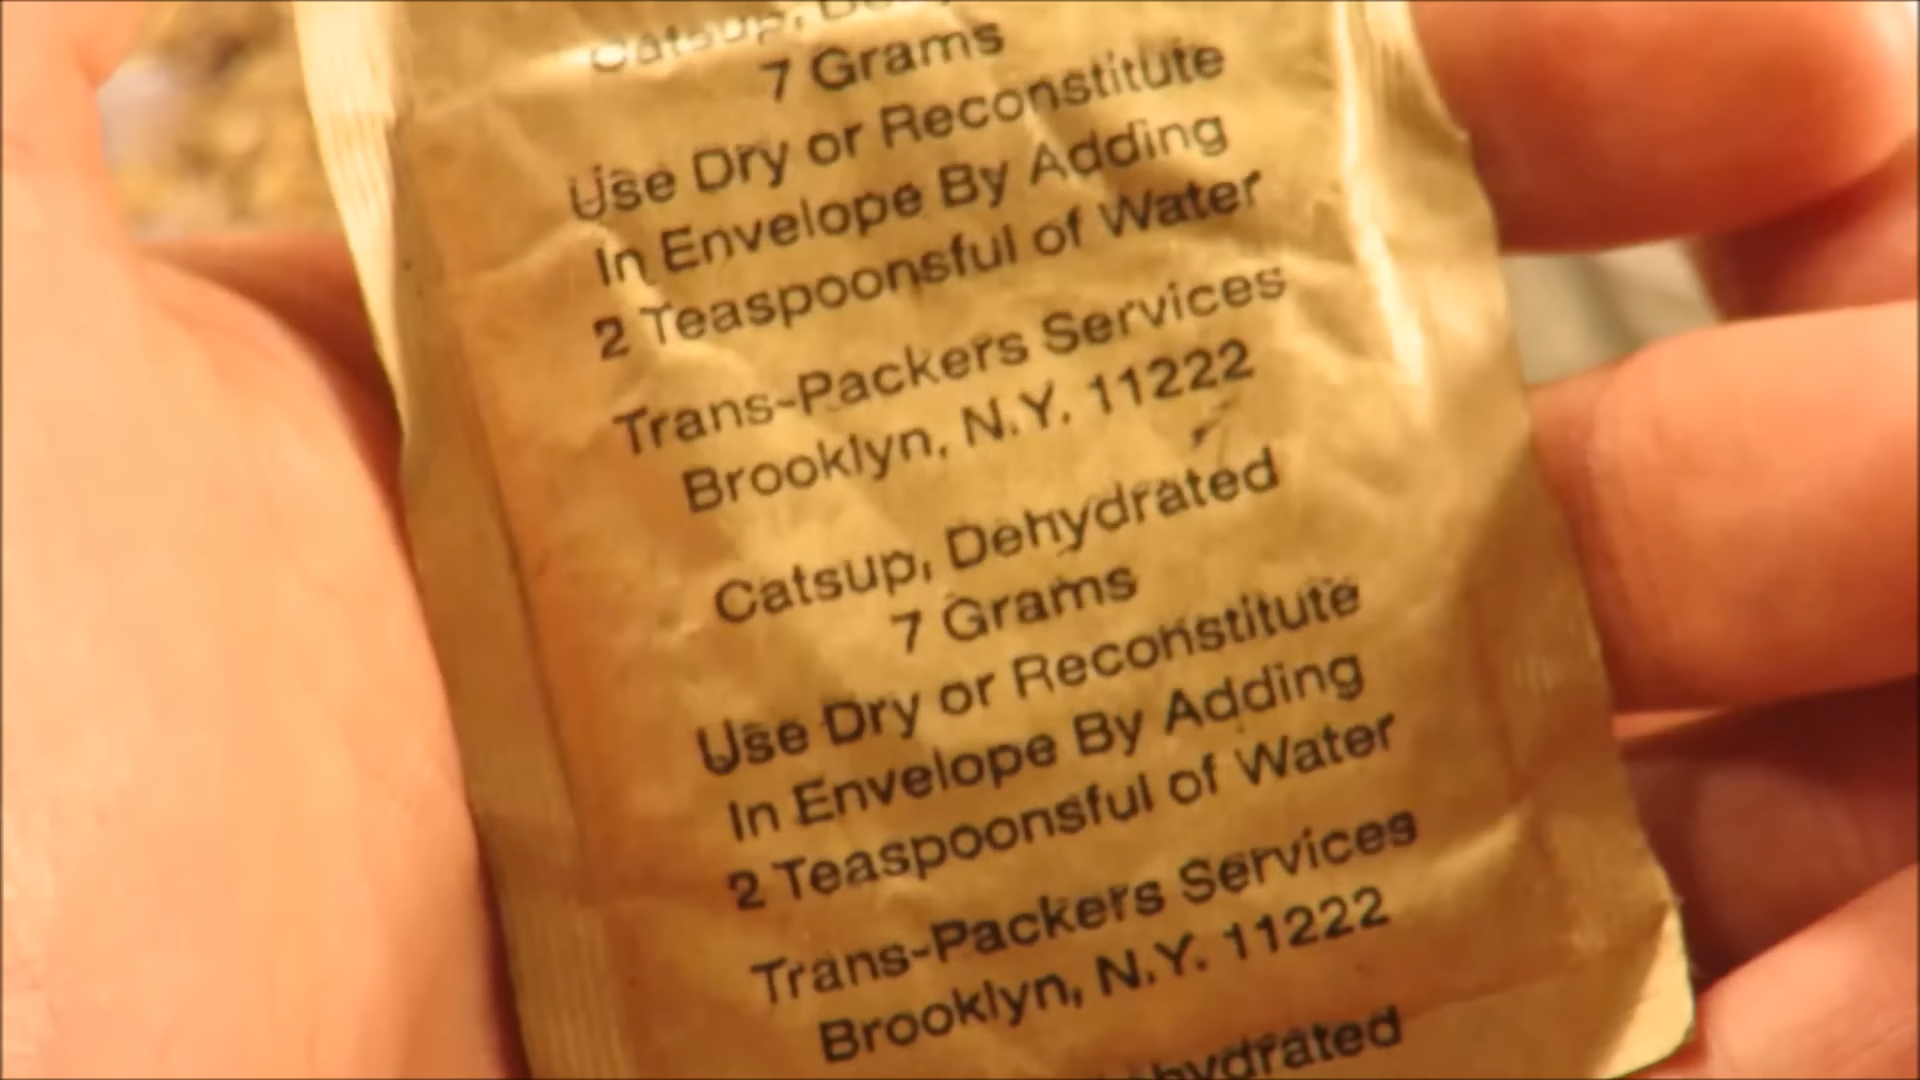 Catsup,
7 Grams
Use Dry or Reconstitute
In Envelope By Adding
2 Teaspoonsful of Water
Trans-Packers Services
Brooklyn, N.Y. 11222
Catsup, Dehydrated
7 Grams
Use Dry or Reconstitute
In Envelope By Adding
2 Teaspoonsful of Water
Trans-Packers Services
Brooklyn, N.Y. 11222
hydrated